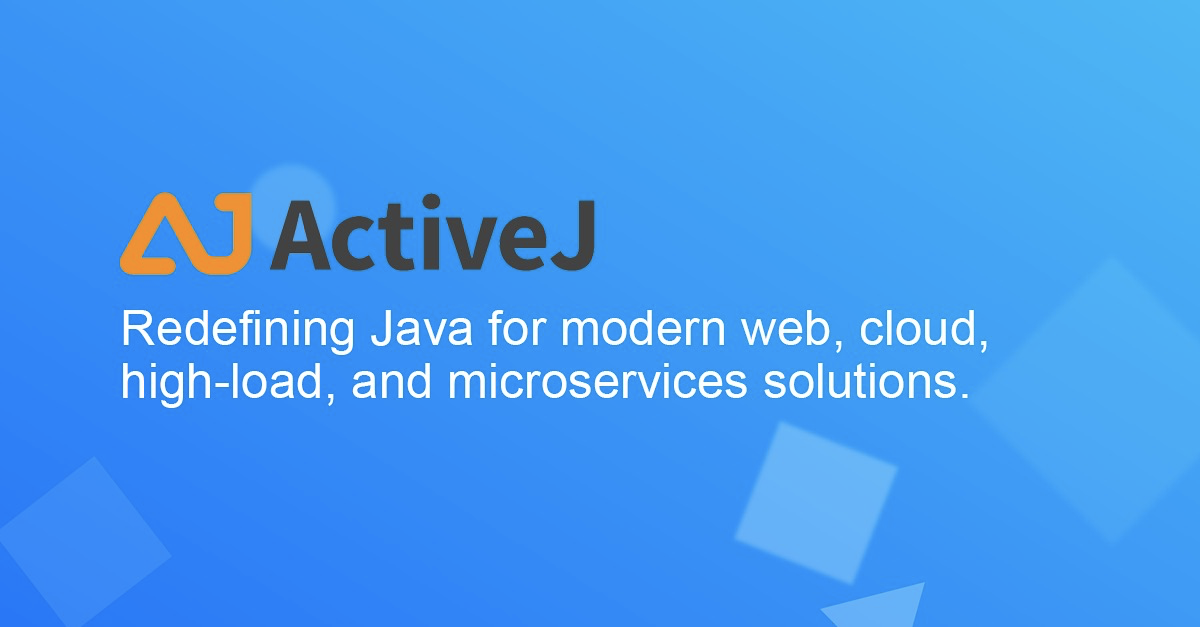 AJ ActiveJ
Redefining Java for modern web, cloud,
high-load, and microservices solutions.